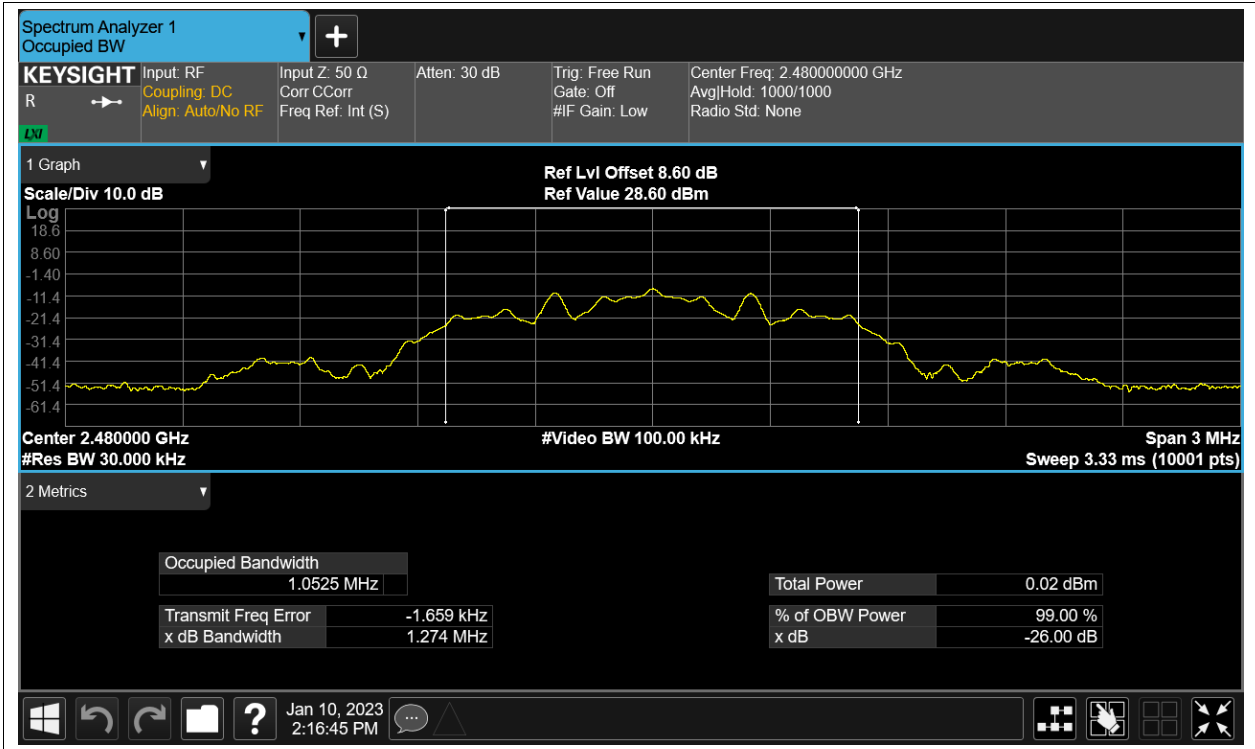 Spectrum Analyzer 1
Occupied BW
▼
+
KEYSIGHT
R
LXI
Input: RF
Coupling: DC
Align: Auto/No RF
Input Z: 50 Ω
Corr CCorr
Freq Ref: Int (S)
Atten: 30 dB
Trig: Free Run
Gate: Off
#IF Gain: Low
Center Freq: 2.480000000 GHz
Avg|Hold: 1000/1000
Radio Std: None
1 Graph ▼
Scale/Div 10.0 dB
Ref Lvl Offset 8.60 dB
Ref Value 28.60 dBm
Log
18.6
8.60
-1.40
-11.4
-21.4
-31.4
-41.4
-51.4
-61.4
Center 2.480000 GHz
#Res BW 30.000 kHz
#Video BW 100.00 kHz
Span 3 MHz
Sweep 3.33 ms (10001 pts)
2 Metrics ▼
Occupied Bandwidth
1.0525 MHz
Transmit Freq Error -1.659 kHz
x dB Bandwidth 1.274 MHz
Total Power 0.02 dBm
% of OBW Power 99.00 %
x dB -26.00 dB
?
Jan 10, 2023
2:16:45 PM
...